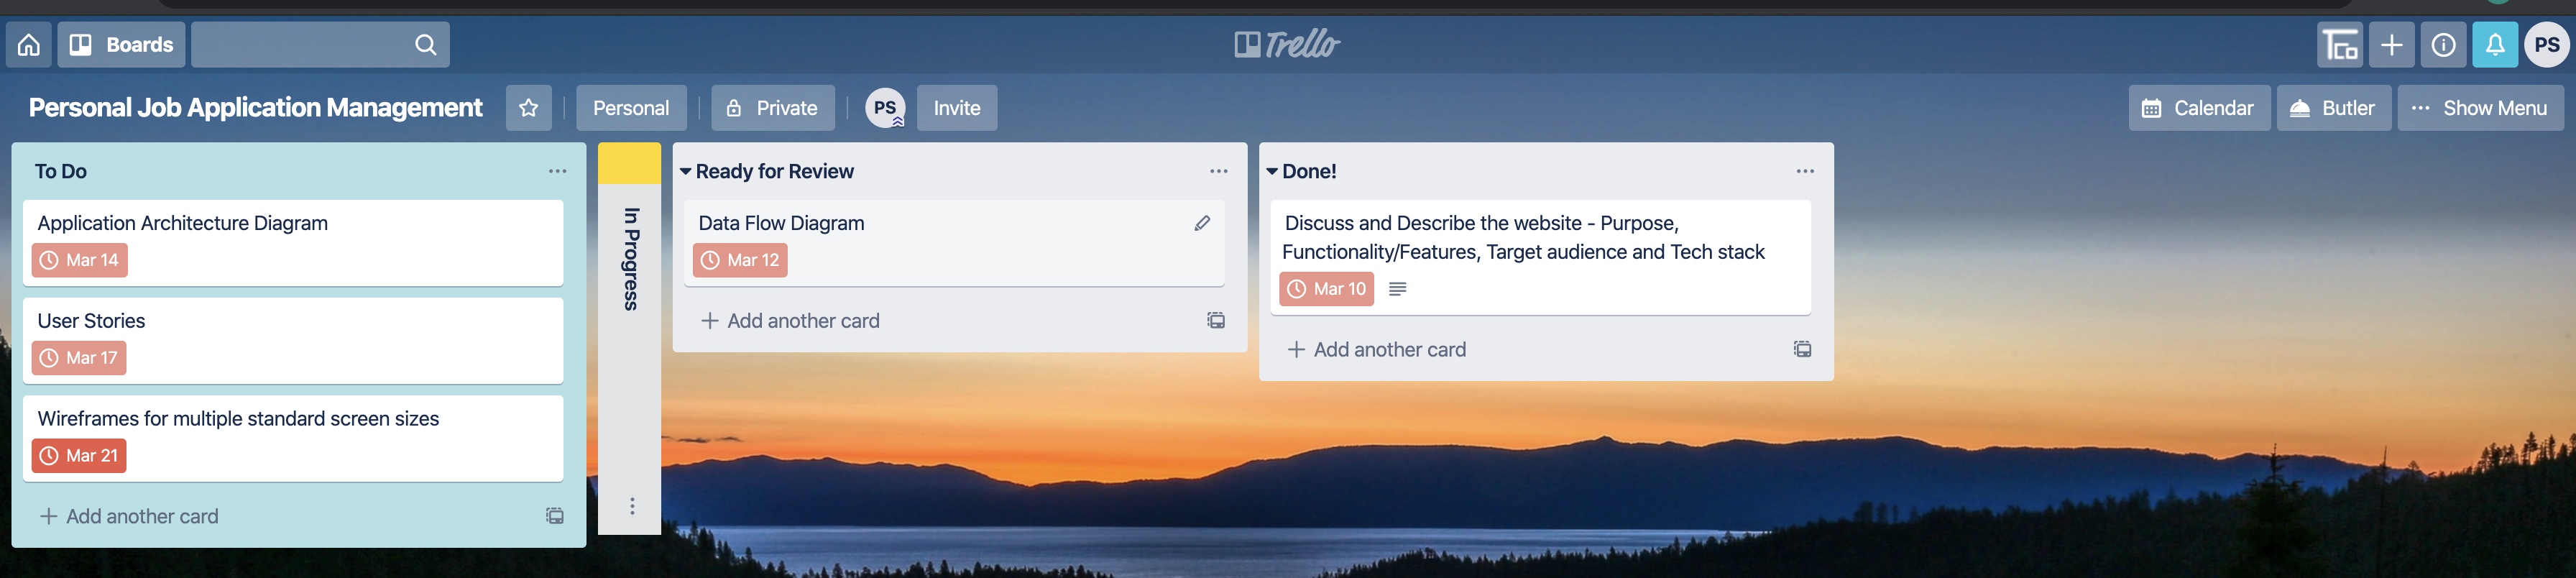 Boards
Trello
TCo
PS
Personal Job Application Management
Personal
Private
PS
Invite
Calendar
Butler
Show Menu
To Do
Application Architecture Diagram
Mar 14
User Stories
Mar 17
Wireframes for multiple standard screen sizes
Mar 21
Add another card
In Progress
Ready for Review
Data Flow Diagram
Mar 12
Add another card
Done!
Discuss and Describe the website - Purpose,
Functionality/Features, Target audience and Tech stack
Mar 10
Add another card